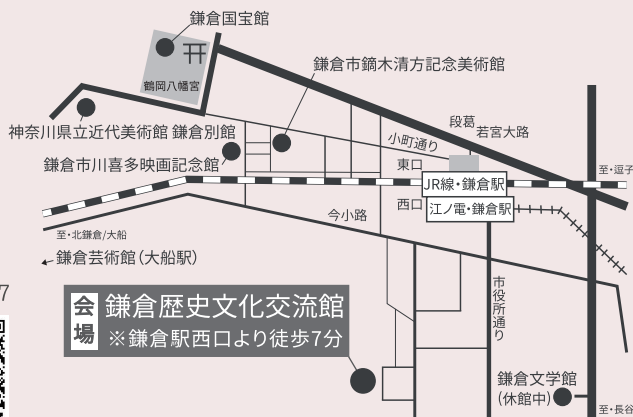 鎌倉国宝館
鶴岡八幡宮
鎌倉市鏑木清方記念美術館
段葛
若宮大路
神奈川県立近代美術館 鎌倉別館
小町通り
鎌倉市川喜多映画記念館
東口
至・逗子
JR線・鎌倉駅
西口
江ノ電・鎌倉駅
今小路
至・北鎌倉/大船
鎌倉芸術館(大船駅)
7
会場
鎌倉歴史文化交流館
※鎌倉駅西口より徒歩7分
市役所通り
鎌倉文学館
(休館中)
至・長谷